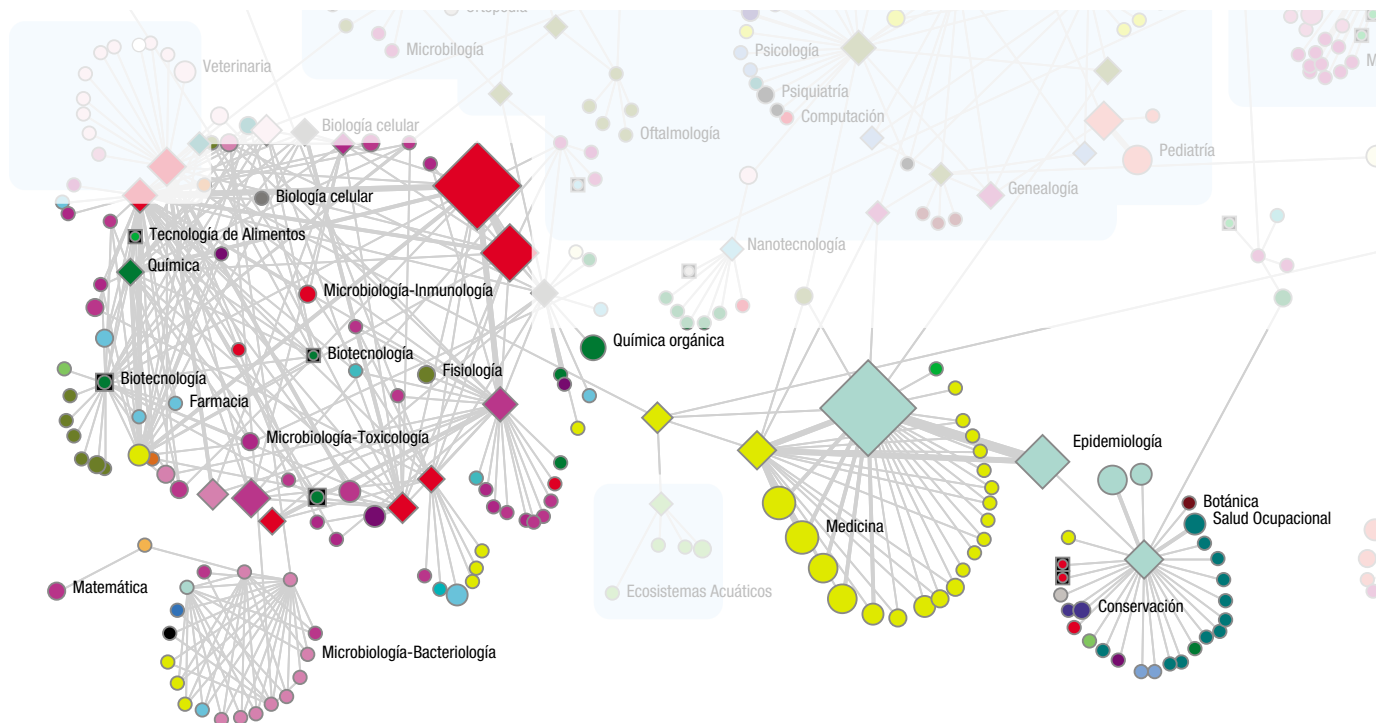 Ortopedia
Microbilogía
Psicología
Veterinaria
Psiquiatría
Computación
Biología celular
Oftalmología
Pediatría
Biología celular
Genealogía
Tecnología de Alimentos
Nanotecnología
Química
Microbiología-Inmunología
Química orgánica
Biotecnología
Biotecnología
Fisiología
Farmacia
Microbiología-Toxicología
Epidemiología
Botánica
Medicina
Salud Ocupacional
Matemática
Ecosistemas Acuáticos
Conservación
Microbiología-Bacteriología